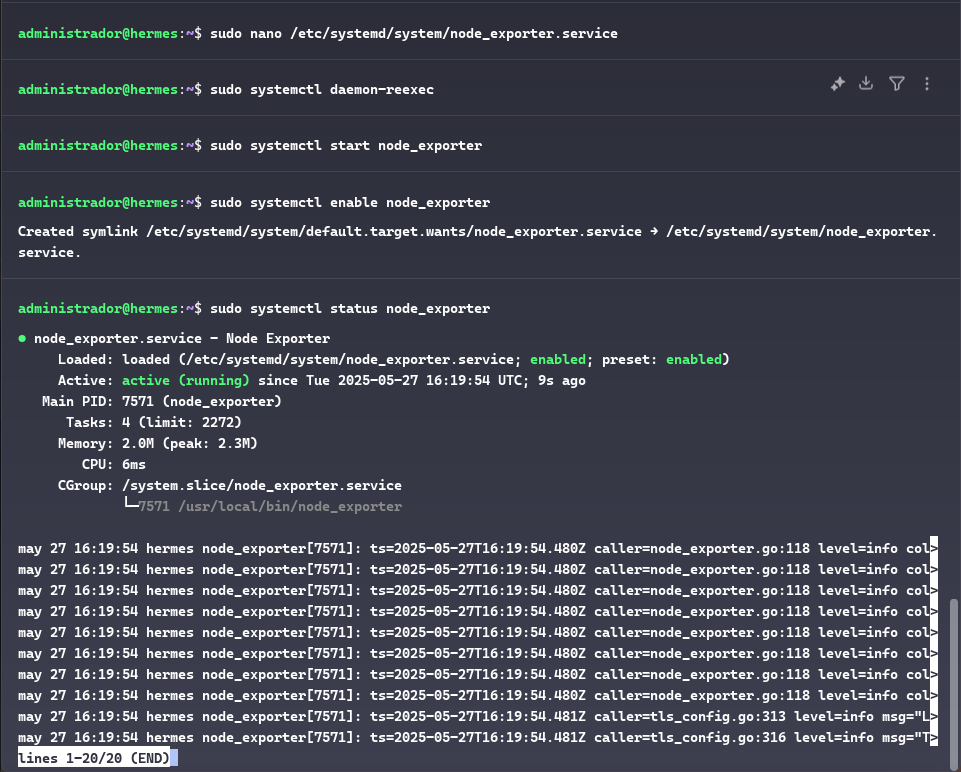 administrador@hermes:~$ sudo nano /etc/systemd/system/node_exporter.service
administrador@hermes:~$ sudo systemctl daemon-reexec
administrador@hermes:~$ sudo systemctl start node_exporter
administrador@hermes:~$ sudo systemctl enable node_exporter
Created symlink /etc/systemd/system/default.target.wants/node_exporter.service → /etc/systemd/system/node_exporter.
service.
administrador@hermes:~$ sudo systemctl status node_exporter
● node_exporter.service - Node Exporter
Loaded: loaded (/etc/systemd/system/node_exporter.service; enabled; preset: enabled)
Active: active (running) since Tue 2025-05-27 16:19:54 UTC; 9s ago
Main PID: 7571 (node_exporter)
Tasks: 4 (limit: 2272)
Memory: 2.0M (peak: 2.3M)
CPU: 6ms
CGroup: /system.slice/node_exporter.service
└─7571 /usr/local/bin/node_exporter
may 27 16:19:54 hermes node_exporter[7571]: ts=2025-05-27T16:19:54.480Z caller=node_exporter.go:118 level=info col>
may 27 16:19:54 hermes node_exporter[7571]: ts=2025-05-27T16:19:54.480Z caller=node_exporter.go:118 level=info col>
may 27 16:19:54 hermes node_exporter[7571]: ts=2025-05-27T16:19:54.480Z caller=node_exporter.go:118 level=info col>
may 27 16:19:54 hermes node_exporter[7571]: ts=2025-05-27T16:19:54.480Z caller=node_exporter.go:118 level=info col>
may 27 16:19:54 hermes node_exporter[7571]: ts=2025-05-27T16:19:54.480Z caller=node_exporter.go:118 level=info col>
may 27 16:19:54 hermes node_exporter[7571]: ts=2025-05-27T16:19:54.480Z caller=node_exporter.go:118 level=info col>
may 27 16:19:54 hermes node_exporter[7571]: ts=2025-05-27T16:19:54.480Z caller=node_exporter.go:118 level=info col>
may 27 16:19:54 hermes node_exporter[7571]: ts=2025-05-27T16:19:54.480Z caller=node_exporter.go:118 level=info col>
may 27 16:19:54 hermes node_exporter[7571]: ts=2025-05-27T16:19:54.481Z caller=tls_config.go:313 level=info msg="L>
may 27 16:19:54 hermes node_exporter[7571]: ts=2025-05-27T16:19:54.481Z caller=tls_config.go:316 level=info msg="T>
lines 1-20/20 (END)